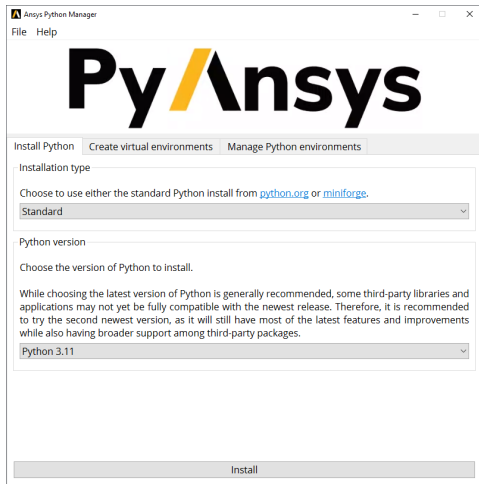 Ansys Python Manager
File Help
PyAnsys
Install Python Create virtual environments Manage Python environments
Installation type
Choose to use either the standard Python install from python.org or miniforge.
Standard
Python version
Choose the version of Python to install.
While choosing the latest version of Python is generally recommended, some third-party libraries and
applications may not yet be fully compatible with the newest release. Therefore, it is recommended
to try the second newest version, as it will still have most of the latest features and improvements
while also having broader support among third-party packages.
Python 3.11
Install